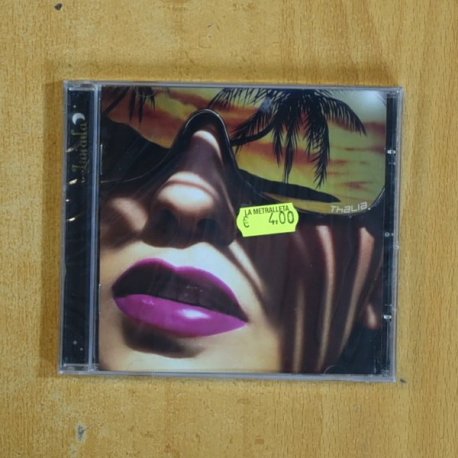 LA METRALLETA
€ 4,00
Thalia.